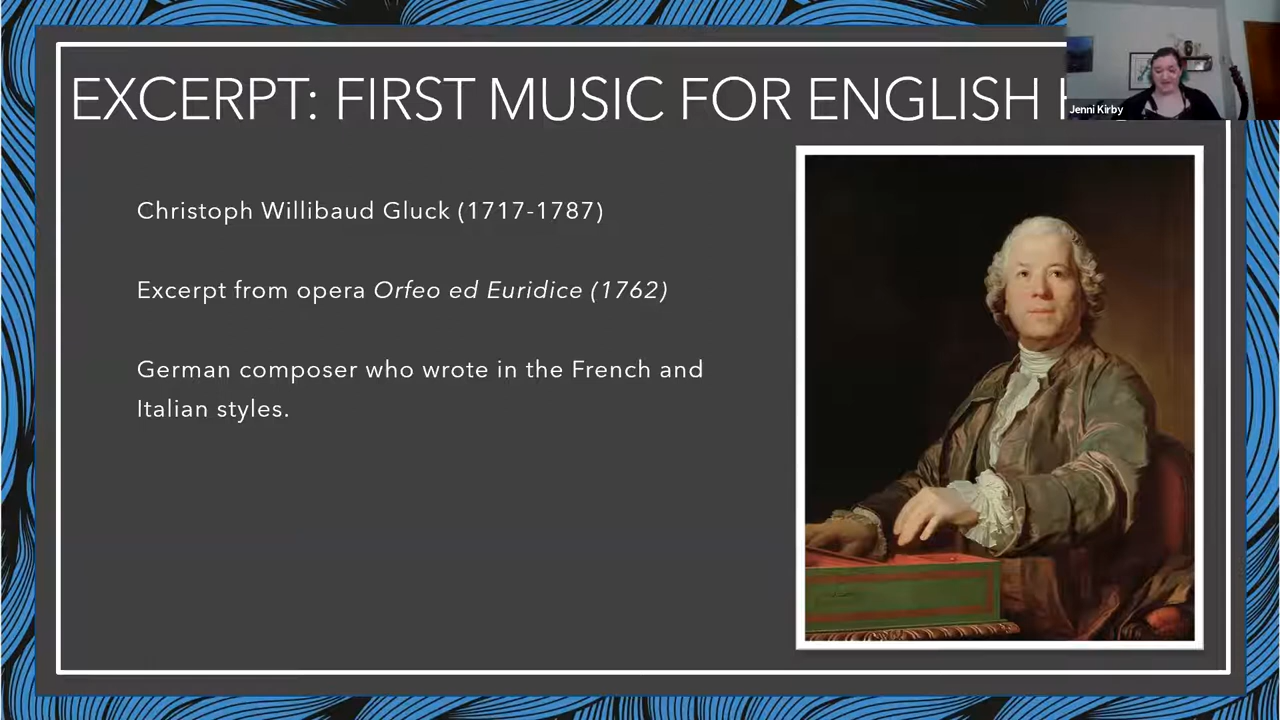 EXCERPT: FIRST MUSIC FOR ENGLISH
Jenni Kirby
Christoph Willibaud Gluck (1717-1787)
Excerpt from opera Orfeo ed Euridice (1762)
German composer who wrote in the French and
Italian styles.